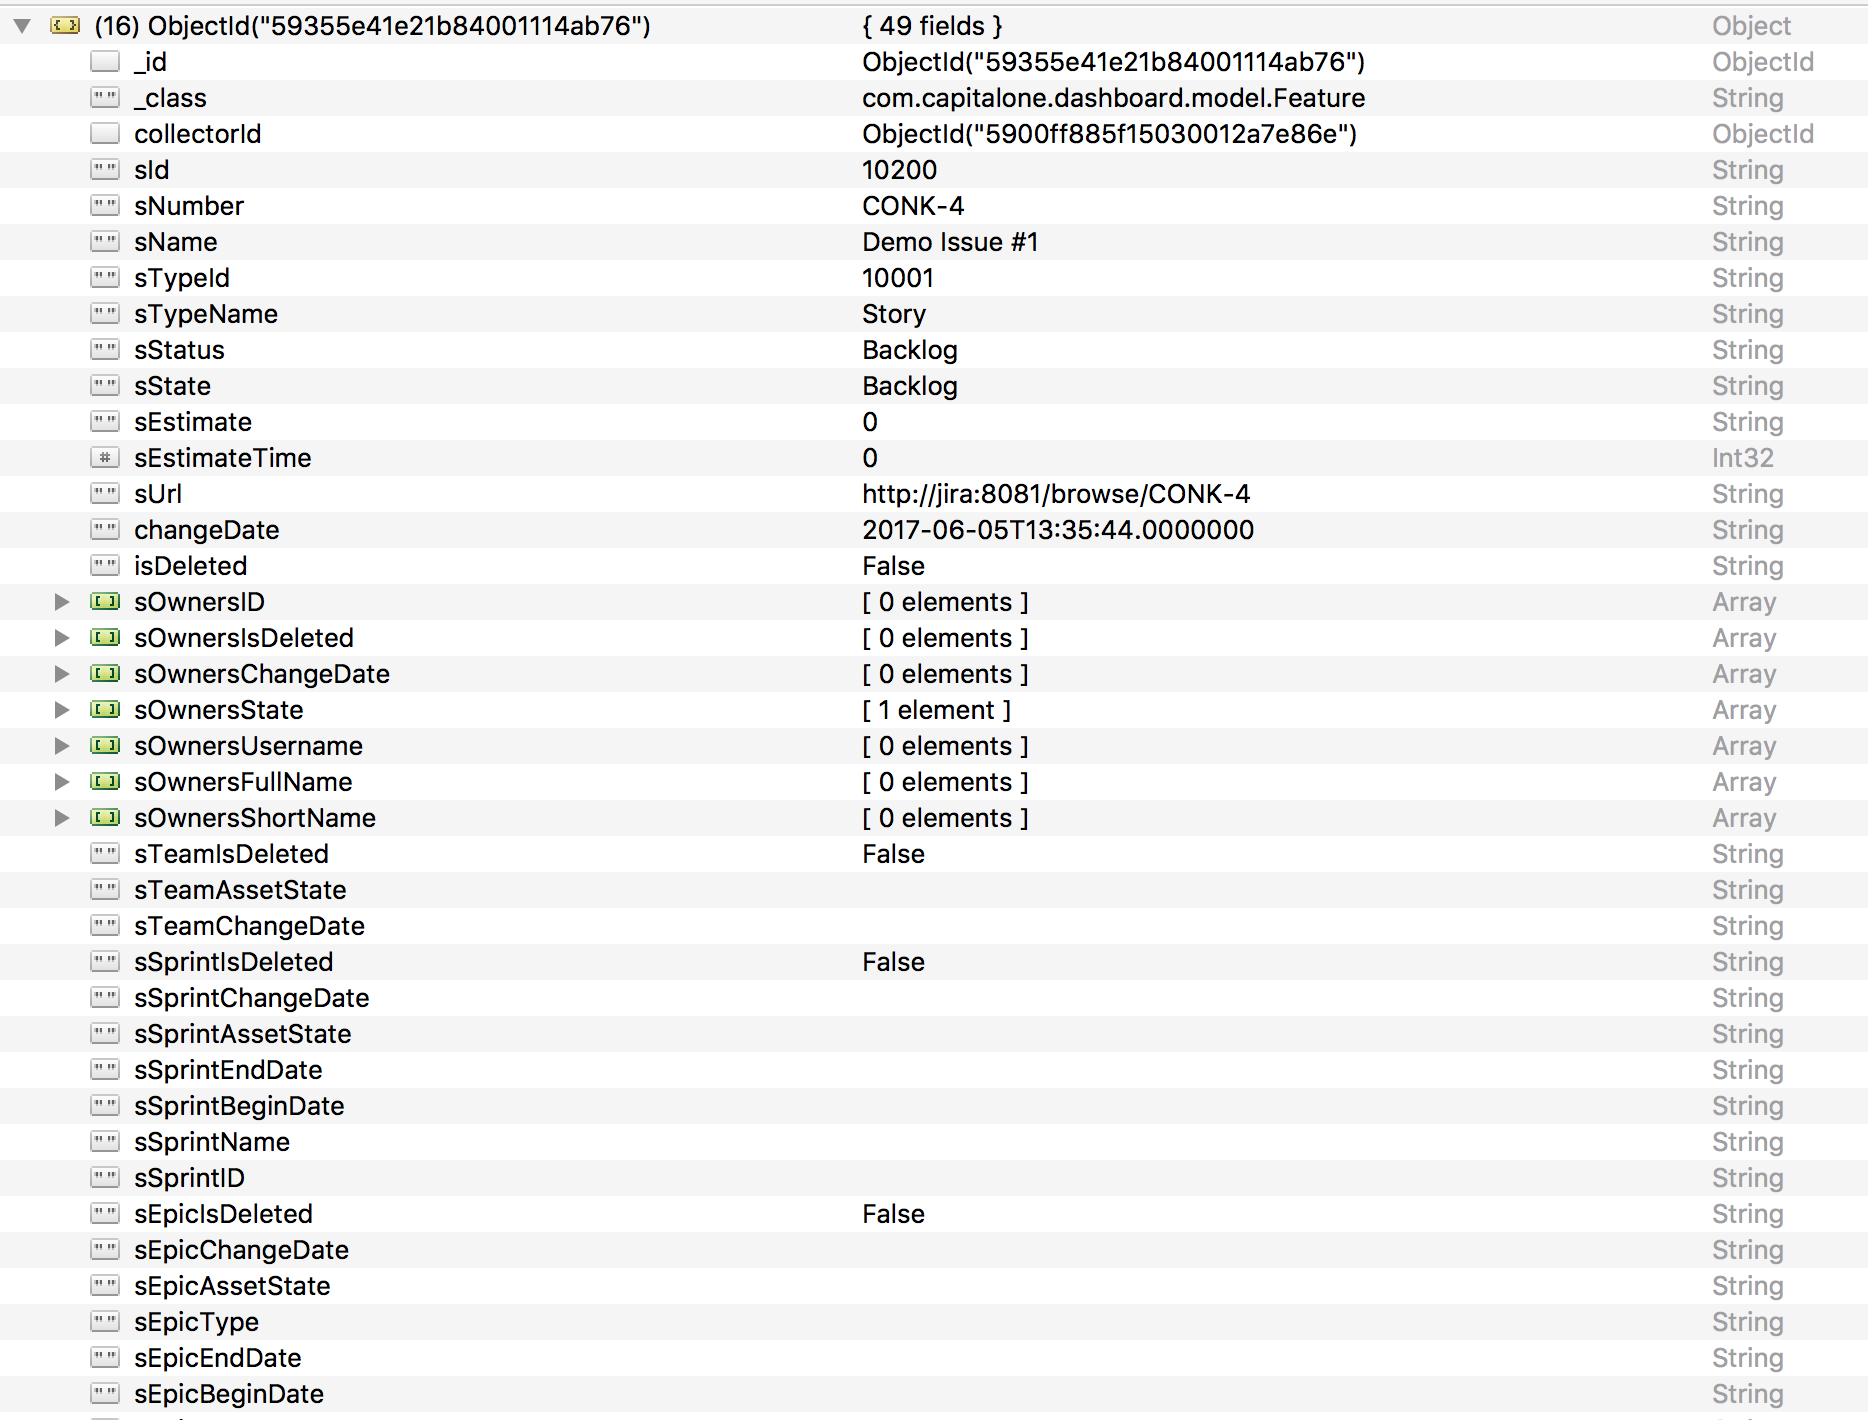 (16) ObjectId("59355e41e21b84001114ab76") { 49 fields } Object
_id ObjectId("59355e41e21b84001114ab76") ObjectId
_class com.capitalone.dashboard.model.Feature String
collectorId ObjectId("5900ff885f15030012a7e86e") ObjectId
sId 10200 String
sNumber CONK-4 String
sName Demo Issue #1 String
sTypeId 10001 String
sTypeName Story String
sStatus Backlog String
sState Backlog String
sEstimate 0 String
sEstimateTime 0 Int32
sUrl http://jira:8081/browse/CONK-4 String
changeDate 2017-06-05T13:35:44.0000000 String
isDeleted False String
sOwnersID [ 0 elements ] Array
sOwnersIsDeleted [ 0 elements ] Array
sOwnersChangeDate [ 0 elements ] Array
sOwnersState [ 1 element ] Array
sOwnersUsername [ 0 elements ] Array
sOwnersFullName [ 0 elements ] Array
sOwnersShortName [ 0 elements ] Array
sTeamIsDeleted False String
sTeamAssetState String
sTeamChangeDate String
sSprintIsDeleted False String
sSprintChangeDate String
sSprintAssetState String
sSprintEndDate String
sSprintBeginDate String
sSprintName String
sSprintID String
sEpicIsDeleted False String
sEpicChangeDate String
sEpicAssetState String
sEpicType String
sEpicEndDate String
sEpicBeginDate String